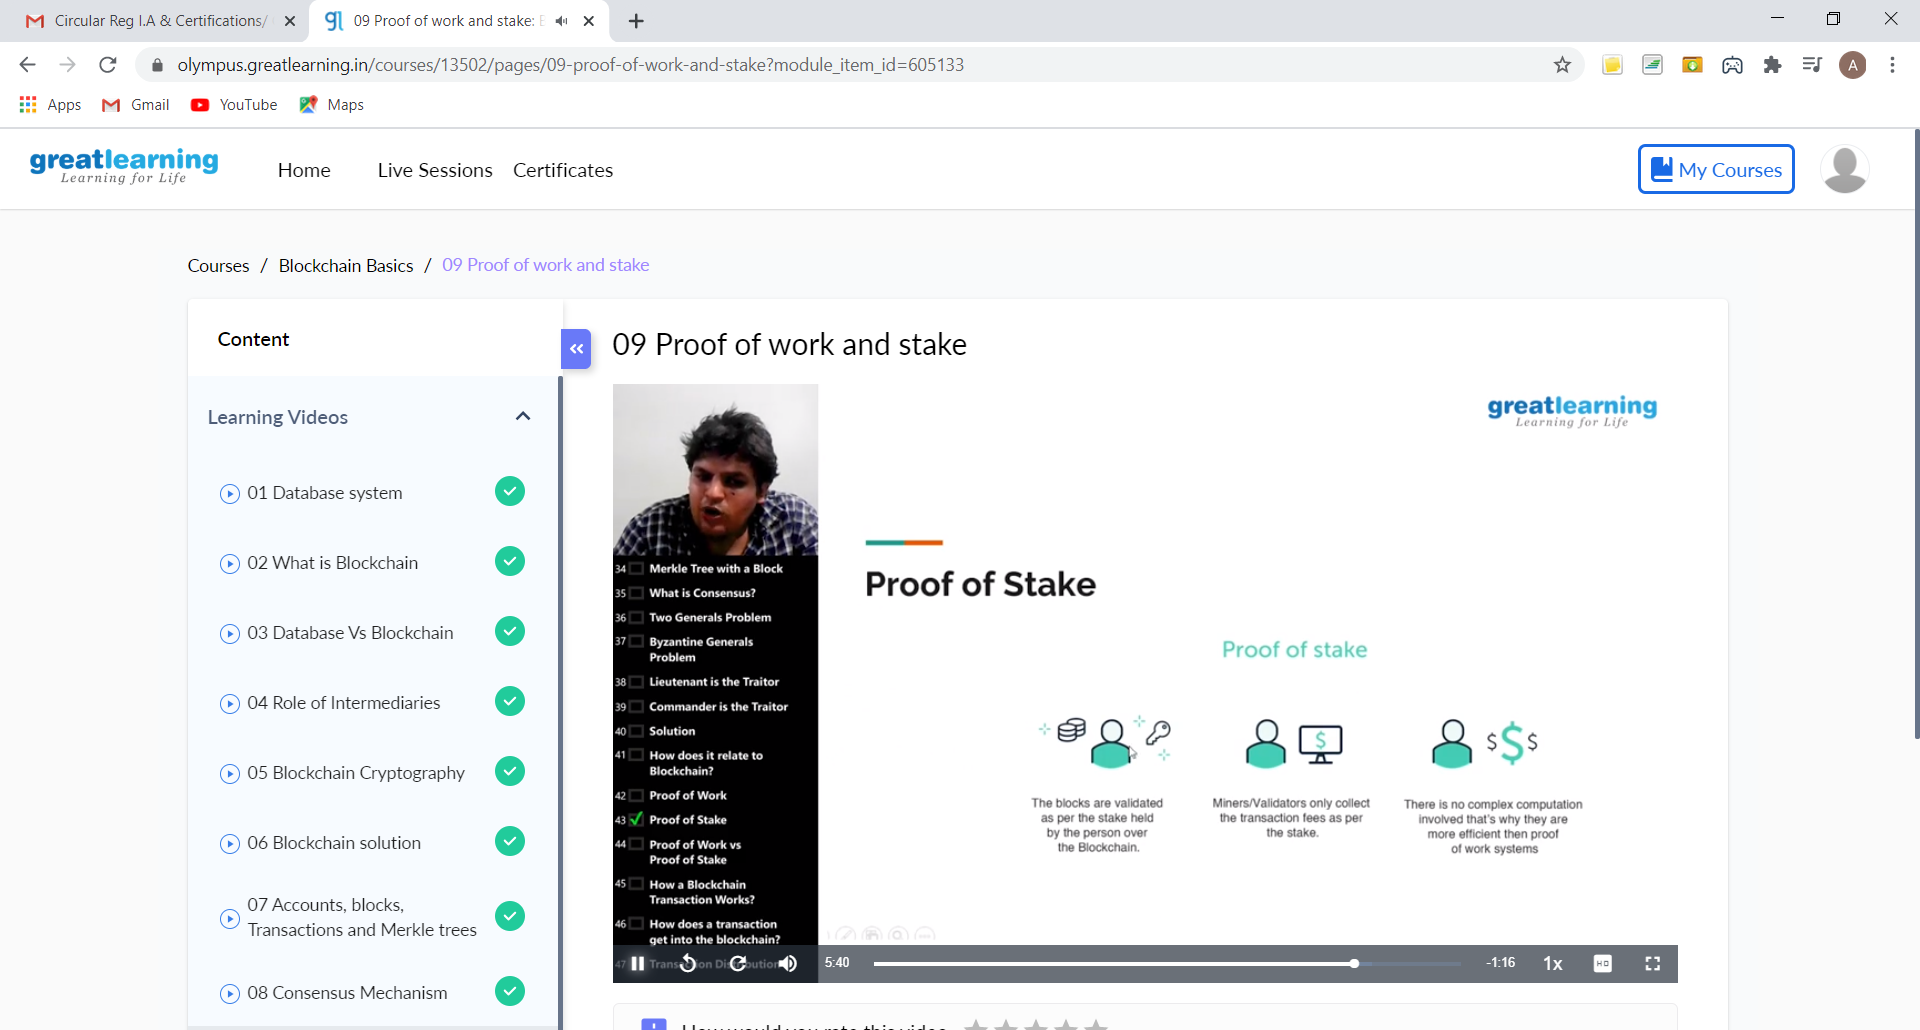 Circular Reg I.A & Certifications/
09 Proof of work and stake:
olympus.greatlearning.in/courses/13502/pages/09-proof-of-work-and-stake?module_item_id=605133
A
Apps
Gmail
YouTube
Maps
greatlearning
Learning for Life
Home
Live Sessions
Certificates
My Courses
Courses / Blockchain Basics / 09 Proof of work and stake
Content
Learning Videos
01 Database system
02 What is Blockchain
03 Database Vs Blockchain
04 Role of Intermediaries
05 Blockchain Cryptography
06 Blockchain solution
07 Accounts, blocks,
Transactions and Merkle trees
08 Consensus Mechanism
09 Proof of work and stake
34 Merkle Tree with a Block
35 What is Consensus?
36 Two Generals Problem
37 Byzantine Generals
Problem
38 Lieutenant is the Traitor
39 Commander is the Traitor
40 Solution
41 How does it relate to
Blockchain?
42 Proof of Work
43 Proof of Stake
44 Proof of Work vs
Proof of Stake
45 How a Blockchain
Transaction Works?
46 How does a transaction
get into the blockchain?
47 Transaction Distribution
greatlearning
Learning for Life
Proof of Stake
Proof of stake
The blocks are validated
as per the stake held
by the person over
the Blockchain.
Miners/Validators only collect
the transaction fees as per
the stake.
There is no complex computation
involved that's why they are
more efficient then proof
of work systems
5:40
-1:16
1x
HD
How would you rate this video